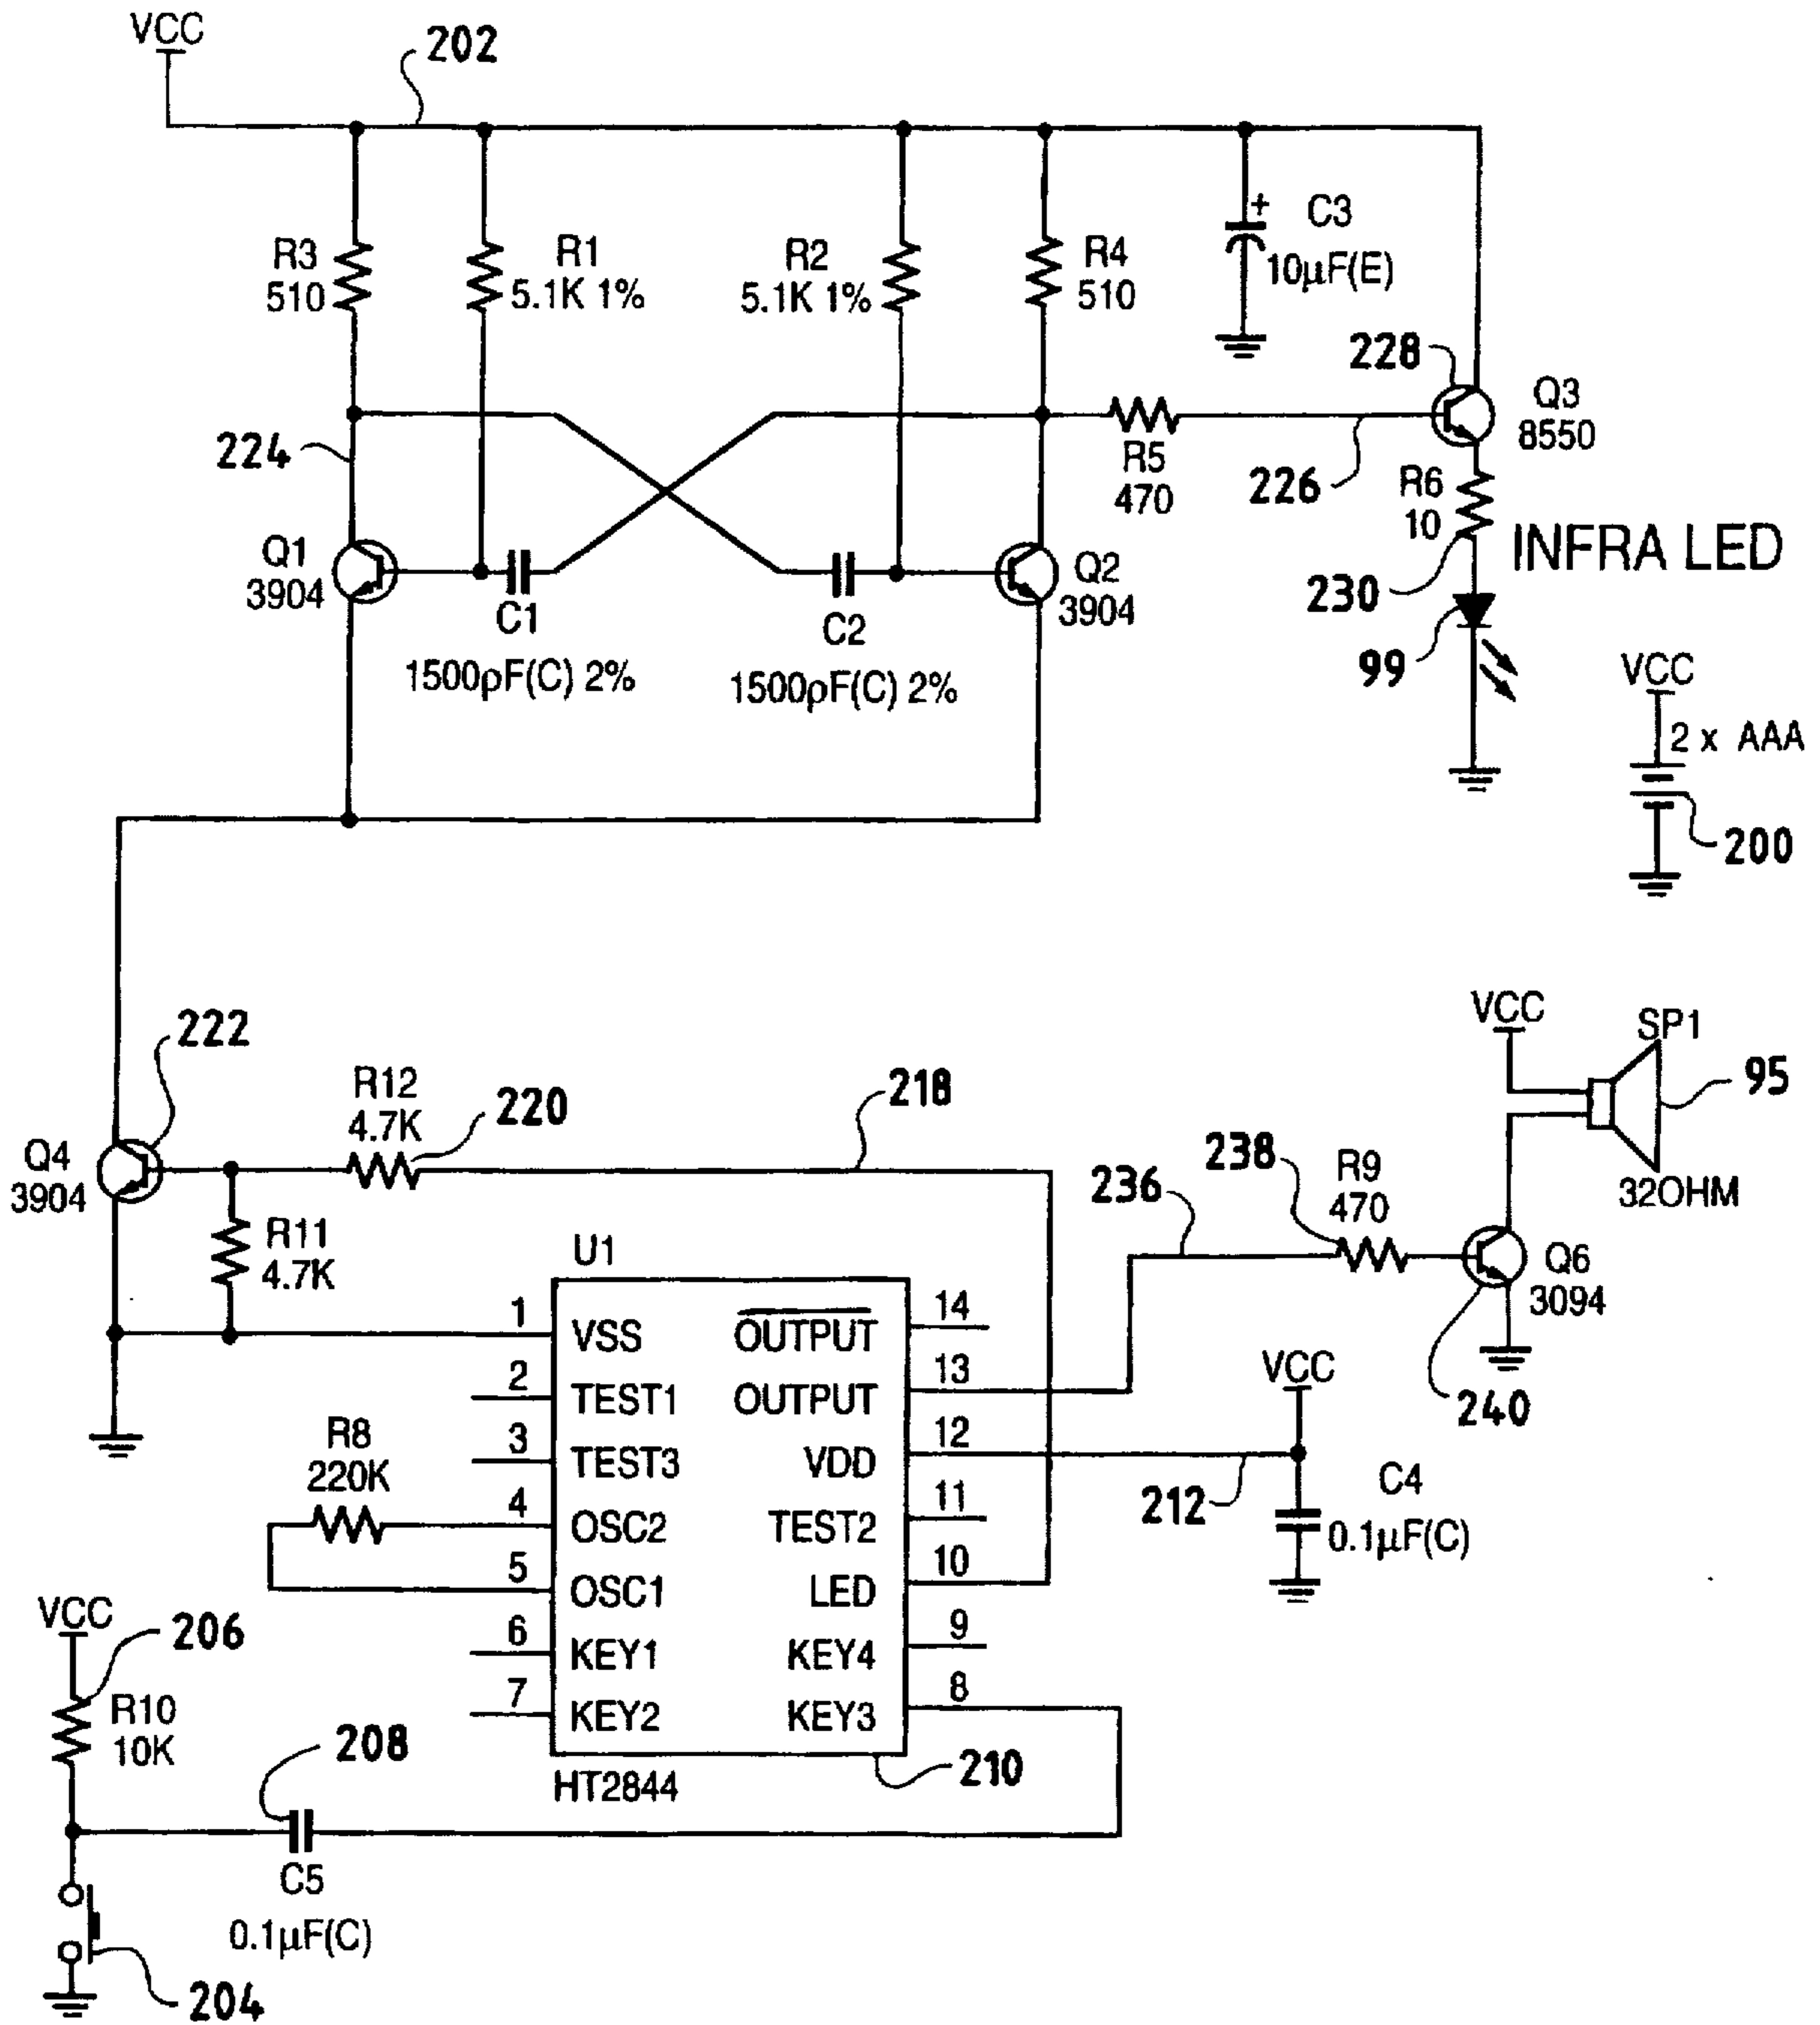 VCC
202
R3
510
R1
5.1K 1%
R2
5.1K 1%
R4
510
+
C3
10μF(E)
228
Q3
8550
224
R5
470
226
R6
10
INFRA LED
Q1
3904
C1
1500pF(C) 2%
C2
1500pF(C) 2%
Q2
3904
230
99
VCC
2 x AAA
200
222
Q4
3904
R12
4.7K
220
218
R11
4.7K
VCC
SP1
95
32OHM
236
238
R9
470
Q6
3094
240
U1
1 VSS
2 TEST1
3 TEST3
4 OSC2
5 OSC1
6 KEY1
7 KEY2
OUTPUT 14
OUTPUT 13
VDD 12
TEST2 11
LED 10
KEY4 9
KEY3 8
HT2844
210
VCC
212
C4
0.1μF(C)
R8
220K
VCC
206
R10
10K
208
C5
0.1μF(C)
204